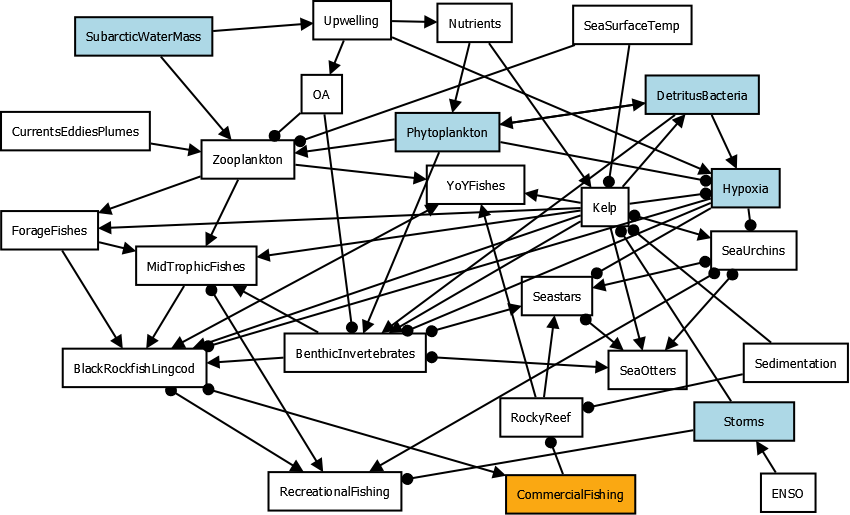 Upwelling
Nutrients
SeaSurfaceTemp
SubarcticWaterMass
OA
DetritusBacteria
CurrentsEddiesPlumes
Phytoplankton
Zooplankton
YoYFishes
Hypoxia
Kelp
ForageFishes
SeaUrchins
MidTrophicFishes
Seastars
BenthicInvertebrates
BlackRockfishLingcod
SeaOtters
Sedimentation
RockyReef
Storms
RecreationalFishing
CommercialFishing
ENSO